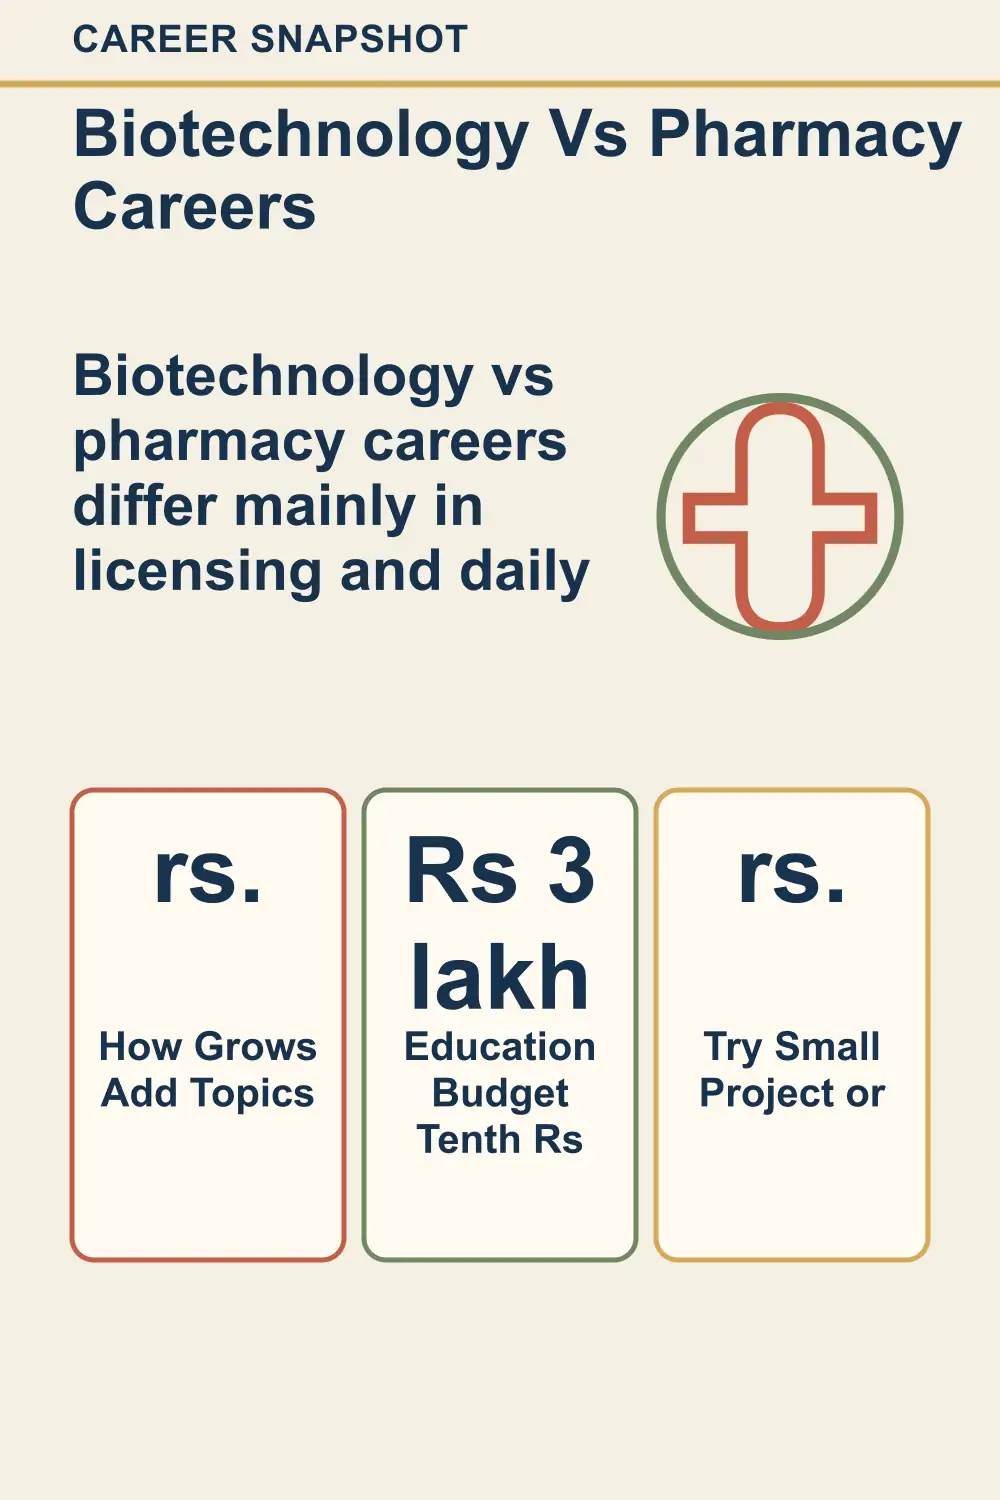 CAREER SNAPSHOT
Biotechnology Vs Pharmacy
Careers
Biotechnology vs
pharmacy careers
differ mainly in
licensing and daily
rs.
How Grows
Add Topics
Rs 3
lakh
Education
Budget
Tenth Rs
rs.
Try Small
Project or